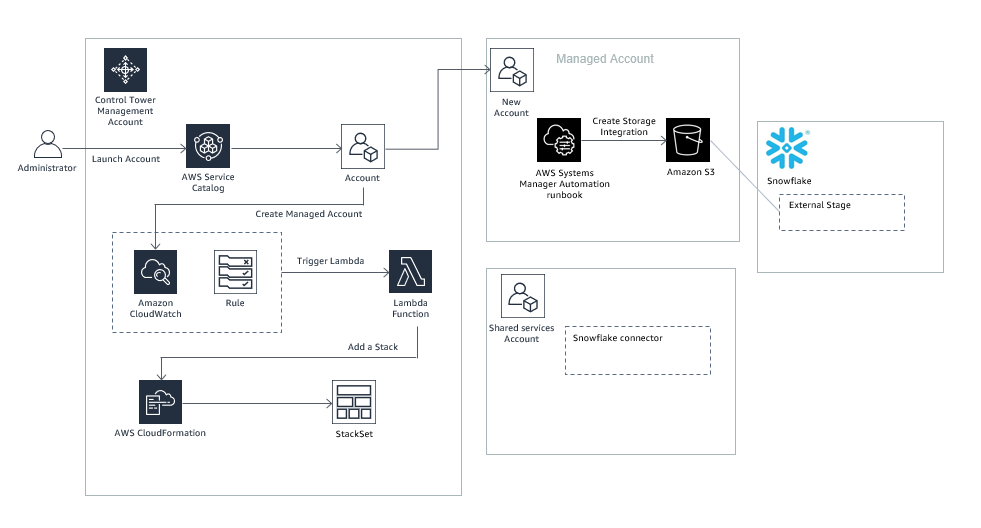 Control Tower
Management
Account
Administrator
Launch Account
AWS Service
Catalog
Account
Create Managed Account
Amazon
CloudWatch
Rule
Trigger Lambda
Lambda
Function
Add a Stack
AWS CloudFormation
StackSet
Managed Account
New
Account
Create Storage
Integration
AWS Systems
Manager Automation
runbook
Amazon S3
Snowflake
External Stage
Shared services
Account
Snowflake connector